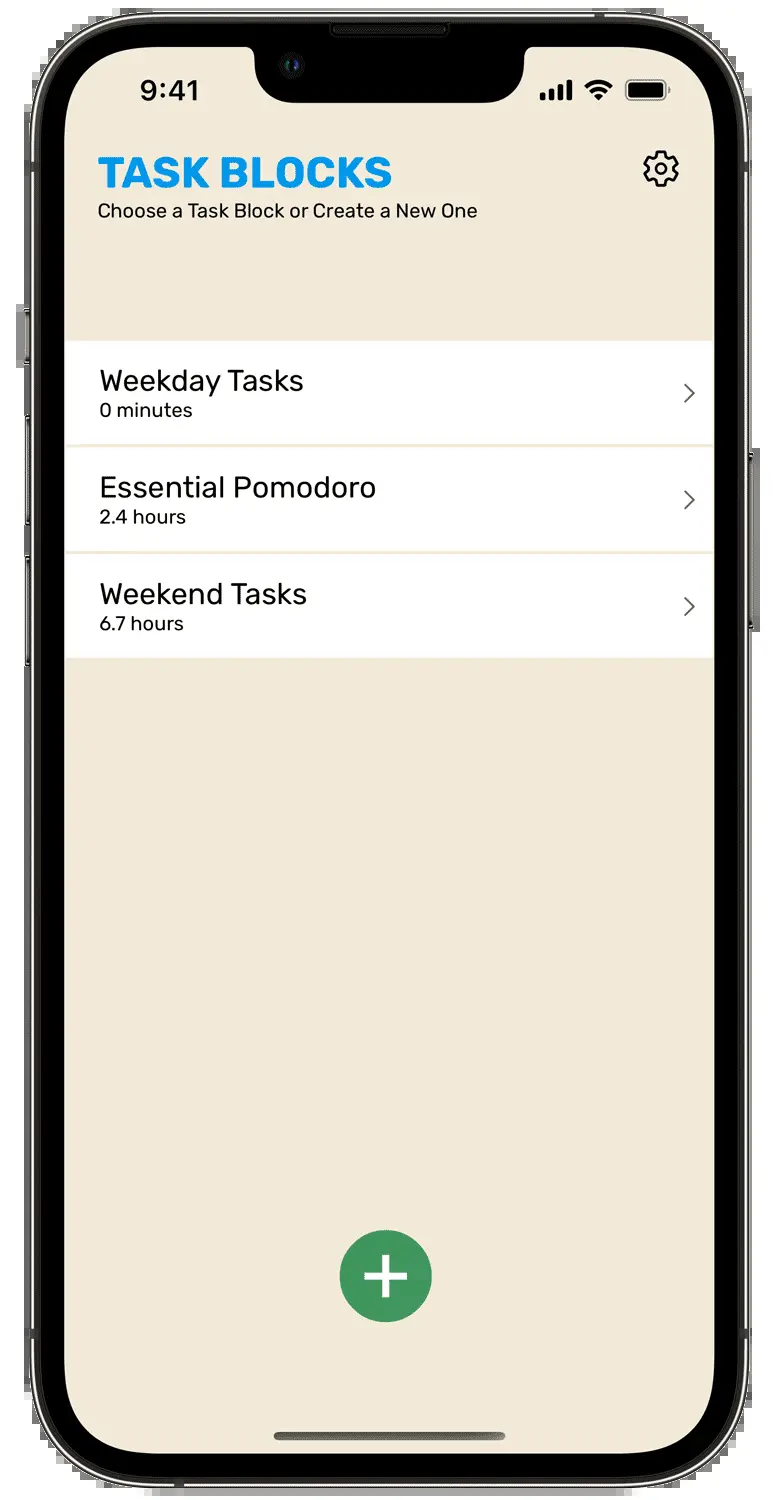 9:41
TASK BLOCKS
Choose a Task Block or Create a New One
Weekday Tasks
0 minutes
Essential Pomodoro
2.4 hours
Weekend Tasks
6.7 hours